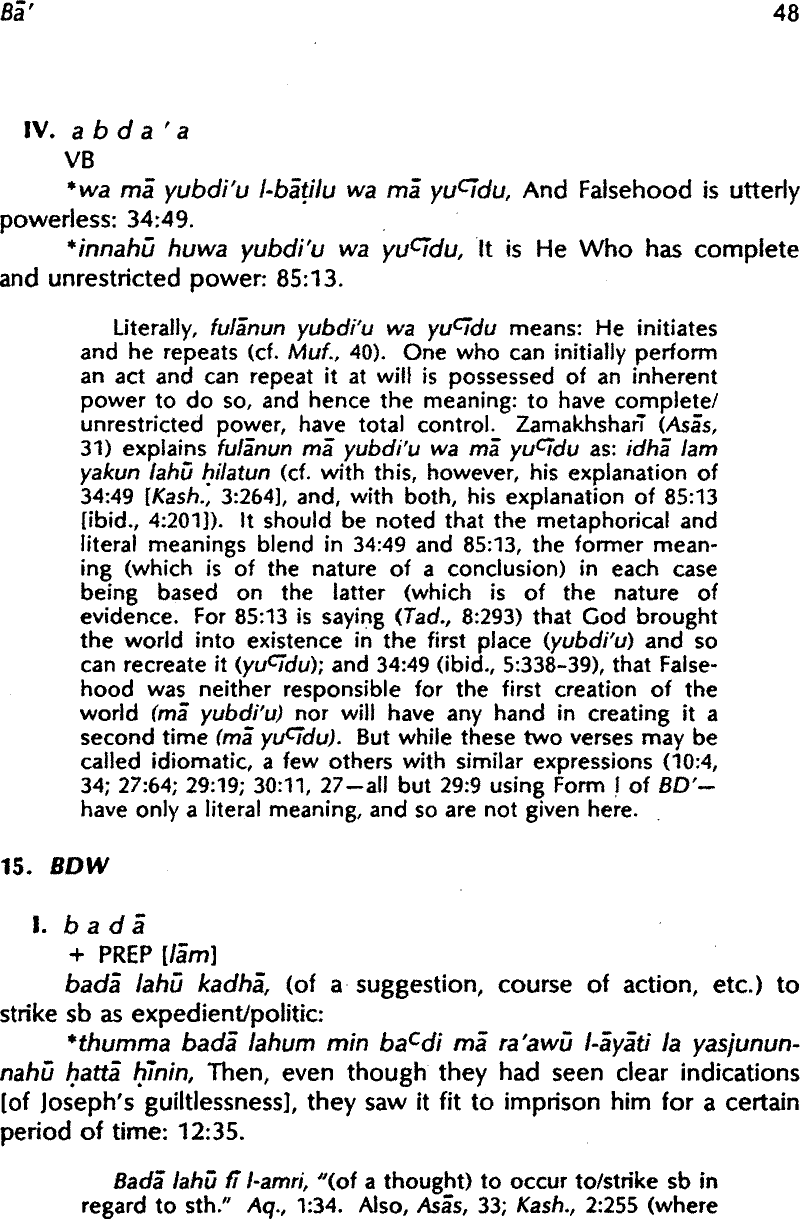 Bā' 48
IV. a b d a ' a
VB
*wa mā yubdi'u l-bāṭilu wa mā yuᶜīdu, And Falsehood is utterly
powerless: 34:49.
*innahū huwa yubdi'u wa yuᶜīdu, It is He Who has complete
and unrestricted power: 85:13.
Literally, fulānun yubdi'u wa yuᶜīdu means: He initiates
and he repeats (cf. Muf., 40). One who can initially perform
an act and can repeat it at will is possessed of an inherent
power to do so, and hence the meaning: to have complete/
unrestricted power, have total control. Zamakhsharī (Asās,
31) explains fulānun mā yubdi'u wa mā yuᶜīdu as: idhā lam
yakun lahū ḥilatun (cf. with this, however, his explanation of
34:49 [Kash., 3:264], and, with both, his explanation of 85:13
[ibid., 4:201]). It should be noted that the metaphorical and
literal meanings blend in 34:49 and 85:13, the former mean-
ing (which is of the nature of a conclusion) in each case
being based on the latter (which is of the nature of
evidence. For 85:13 is saying (Tad., 8:293) that God brought
the world into existence in the first place (yubdi'u) and so
can recreate it (yuᶜīdu); and 34:49 (ibid., 5:338-39), that False-
hood was neither responsible for the first creation of the
world (mā yubdi'u) nor will have any hand in creating it a
second time (mā yuᶜīdu). But while these two verses may be
called idiomatic, a few others with similar expressions (10:4,
34; 27:64; 29:19; 30:11, 27—all but 29:9 using Form I of BD'—
have only a literal meaning, and so are not given here.
15. BDW
I. b a d ā
+ PREP [lām]
badā lahū kadhā, (of a suggestion, course of action, etc.) to
strike sb as expedient/politic:
*thumma badā lahum min baᶜdi mā ra'awū l-āyāti la yasjunun-
nahū ḥattā ḥīnin, Then, even though they had seen clear indications
[of Joseph's guiltlessness], they saw it fit to imprison him for a certain
period of time: 12:35.
Badā lahū fī l-amri, "(of a thought) to occur to/strike sb in
regard to sth." Aq., 1:34. Also, Asās, 33; Kash., 2:255 (where